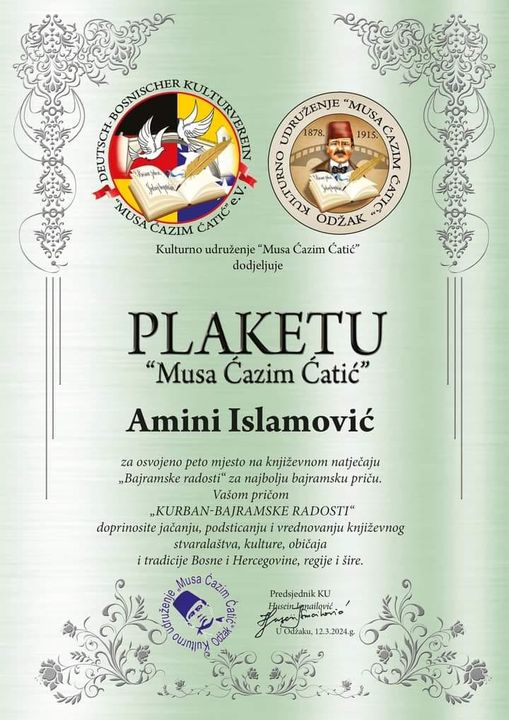 DEUTSCH-BOSNISCHER KULTURVEREIN
"MUSA ĆAZIM ĆATIĆ" e.V.
KULTURNO UDRUŽENJE "MUSA ĆAZIM ĆATIĆ"
1878. 1915.
ODŽAK
Kulturno udruženje "Musa Ćazim Ćatić"
dodjeljuje
PLAKETU
"Musa Ćazim Ćatić"
Amini Islamović
za osvojeno peto mjesto na književnom natječaju
„Bajramske radosti" za najbolju bajramsku priču.
Vašom pričom
„KURBAN-BAJRAMSKE RADOSTI"
doprinosite jačanju, podsticanju i vrednovanju književnog
stvaralaštva, kulture, običaja
i tradicije Bosne i Hercegovine, regije i šire.
Kulturno udruženje „Musa Ćazim Ćatić" Odžak
Predsjednik KU
Husein Ismailović
U Odžaku, 12.3.2024.g.